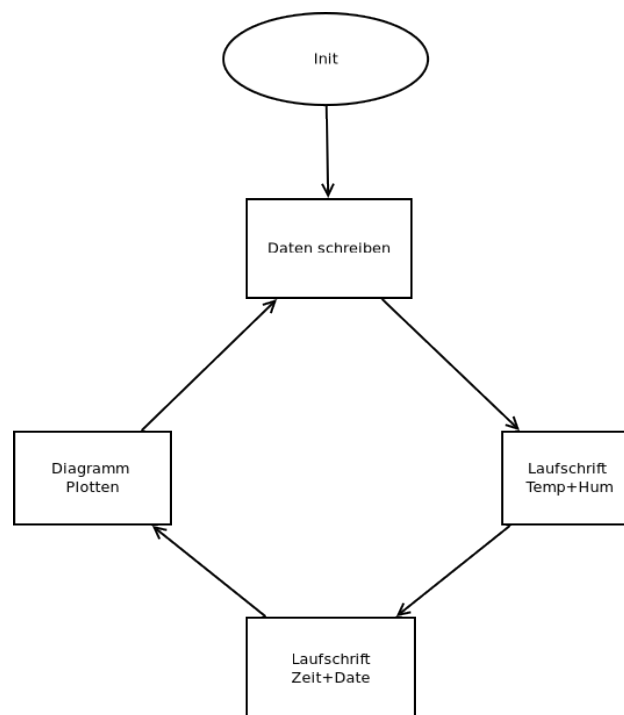 Init
Daten schreiben
Diagramm
Plotten
Laufschrift
Temp+Hum
Laufschrift
Zeit+Date